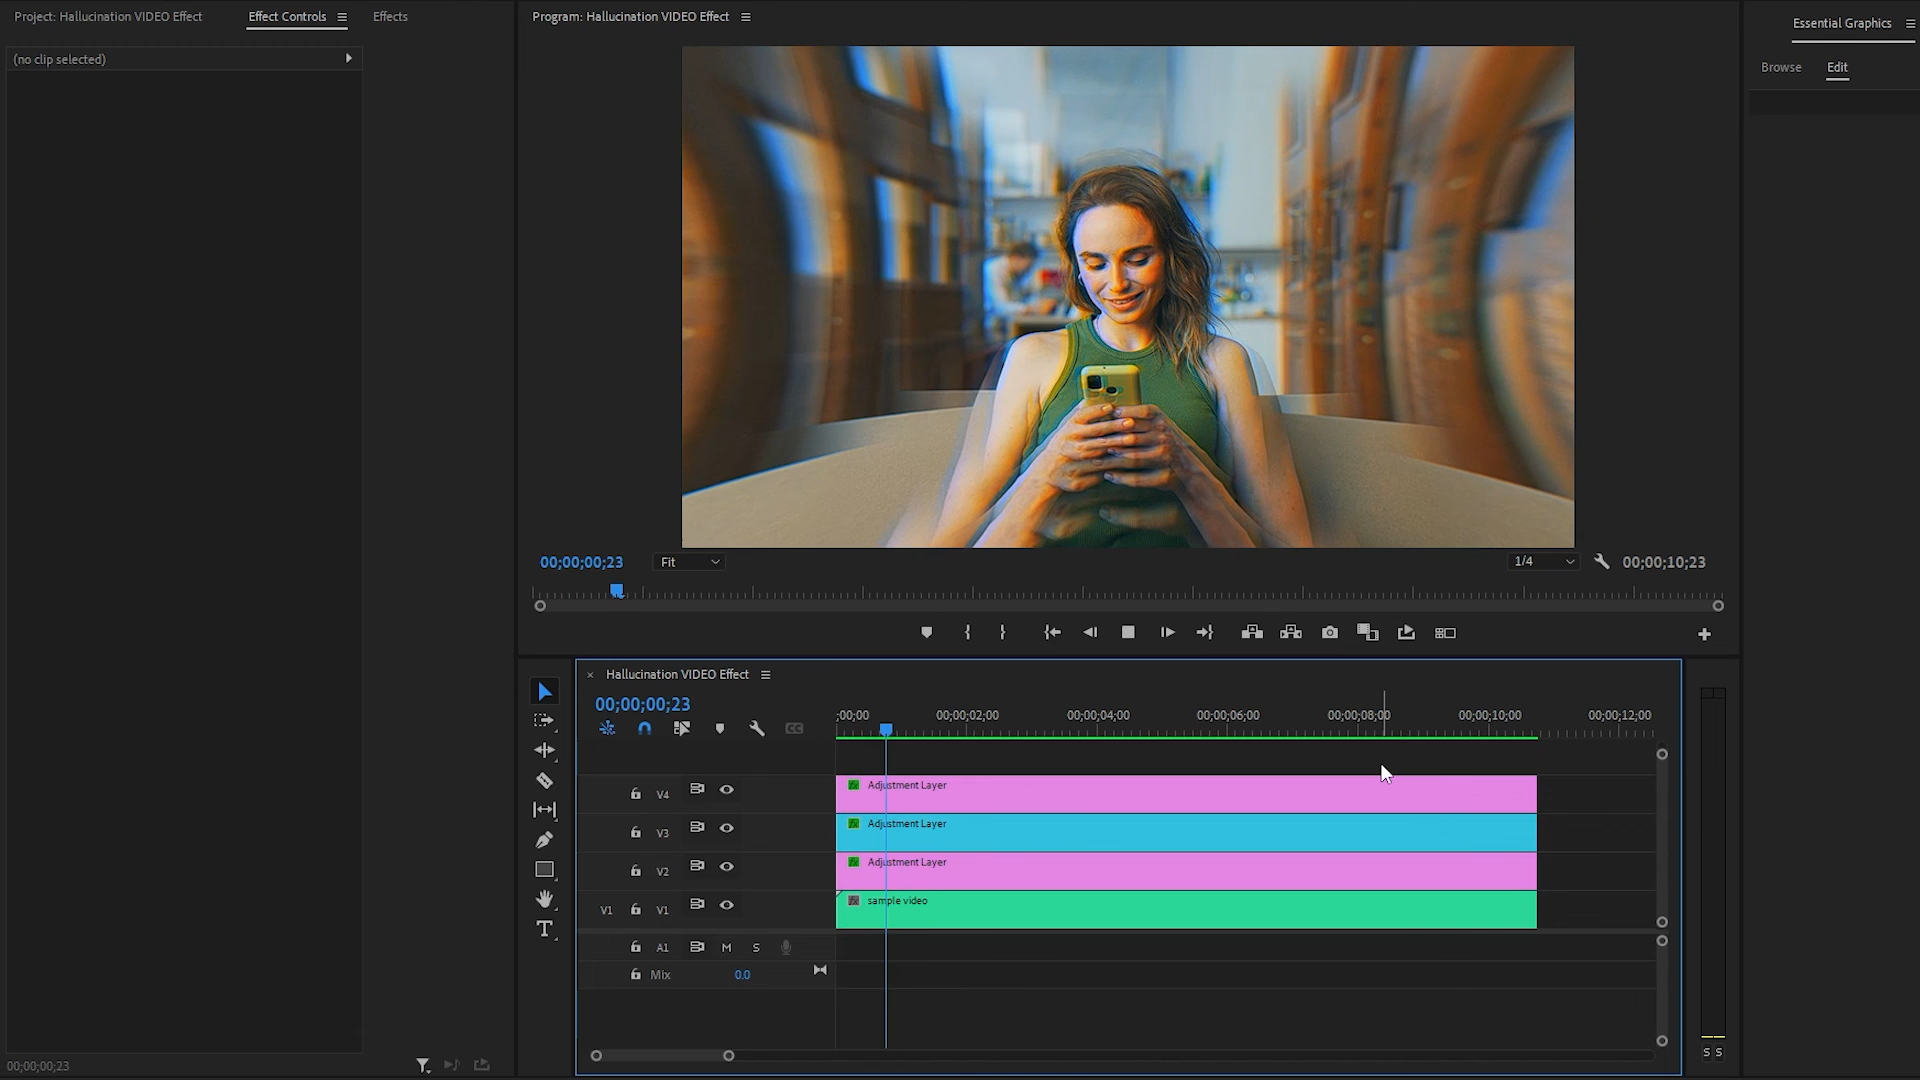 Project: Hallucination VIDEO Effect
Effect Controls
Effects
Program: Hallucination VIDEO Effect
Essential Graphics
(no clip selected)
Browse
Edit
00;00;00;23
Fit
1/4
00;00;10;23
Hallucination VIDEO Effect
00;00;00;23
;00;00
00;00;02;00
00;00;04;00
00;00;06;00
00;00;08;00
00;00;10;00
00;00;12;00
V4
Adjustment Layer
V3
Adjustment Layer
V2
Adjustment Layer
V1
V1
sample video
A1
M
S
Mix
0.0
00;00;00;23
S S